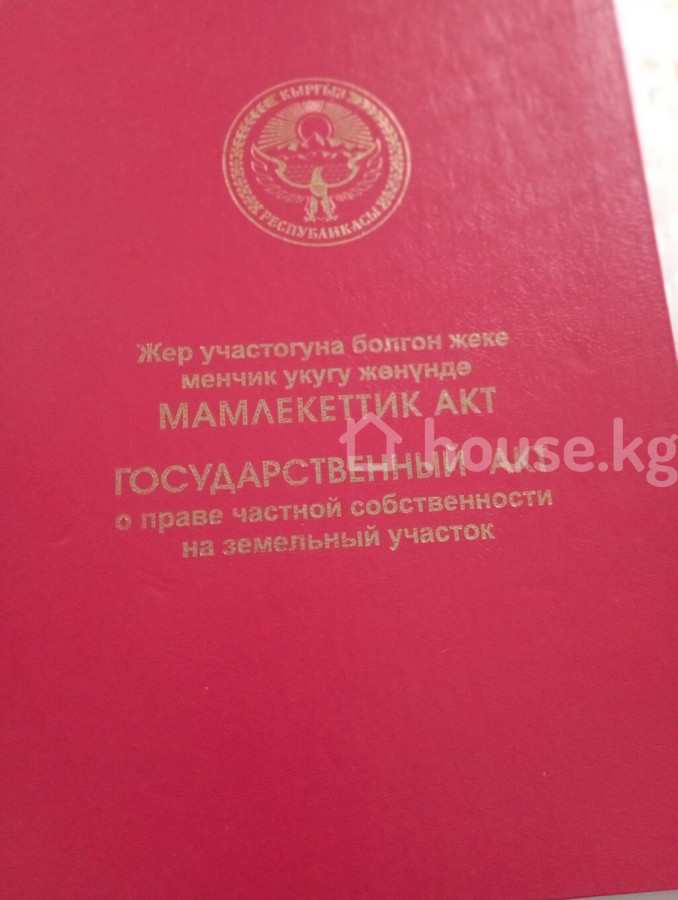 КЫРГЫЗ
РЕСПУБЛИКАСЫ
Жер участогуна болгон жеке
менчик укугу жөнүндө
МАМЛЕКЕТТИК АКТ
house.kg
ГОСУДАРСТВЕННЫЙ АКТ
о праве частной собственности
на земельный участок